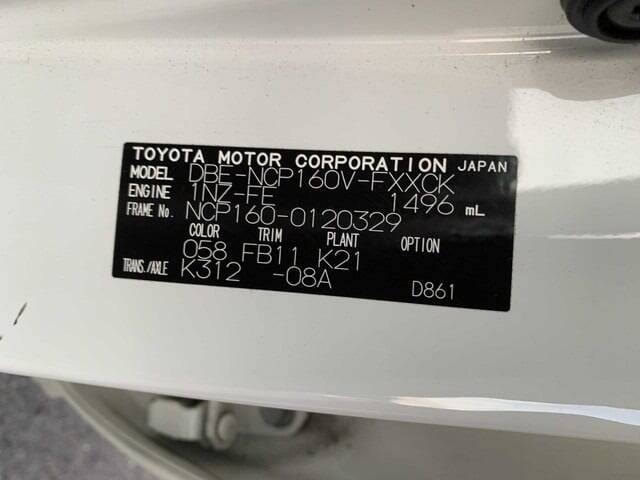 TOYOTA MOTOR CORPORATION JAPAN
MODEL DBE-NCP160V-FXXCK
ENGINE 1NZ-FE 1496 mL
FRAME No. NCP160-0120329
COLOR TRIM PLANT OPTION
058 FB11 K21
TRANS./AXLE K312 -08A
D861